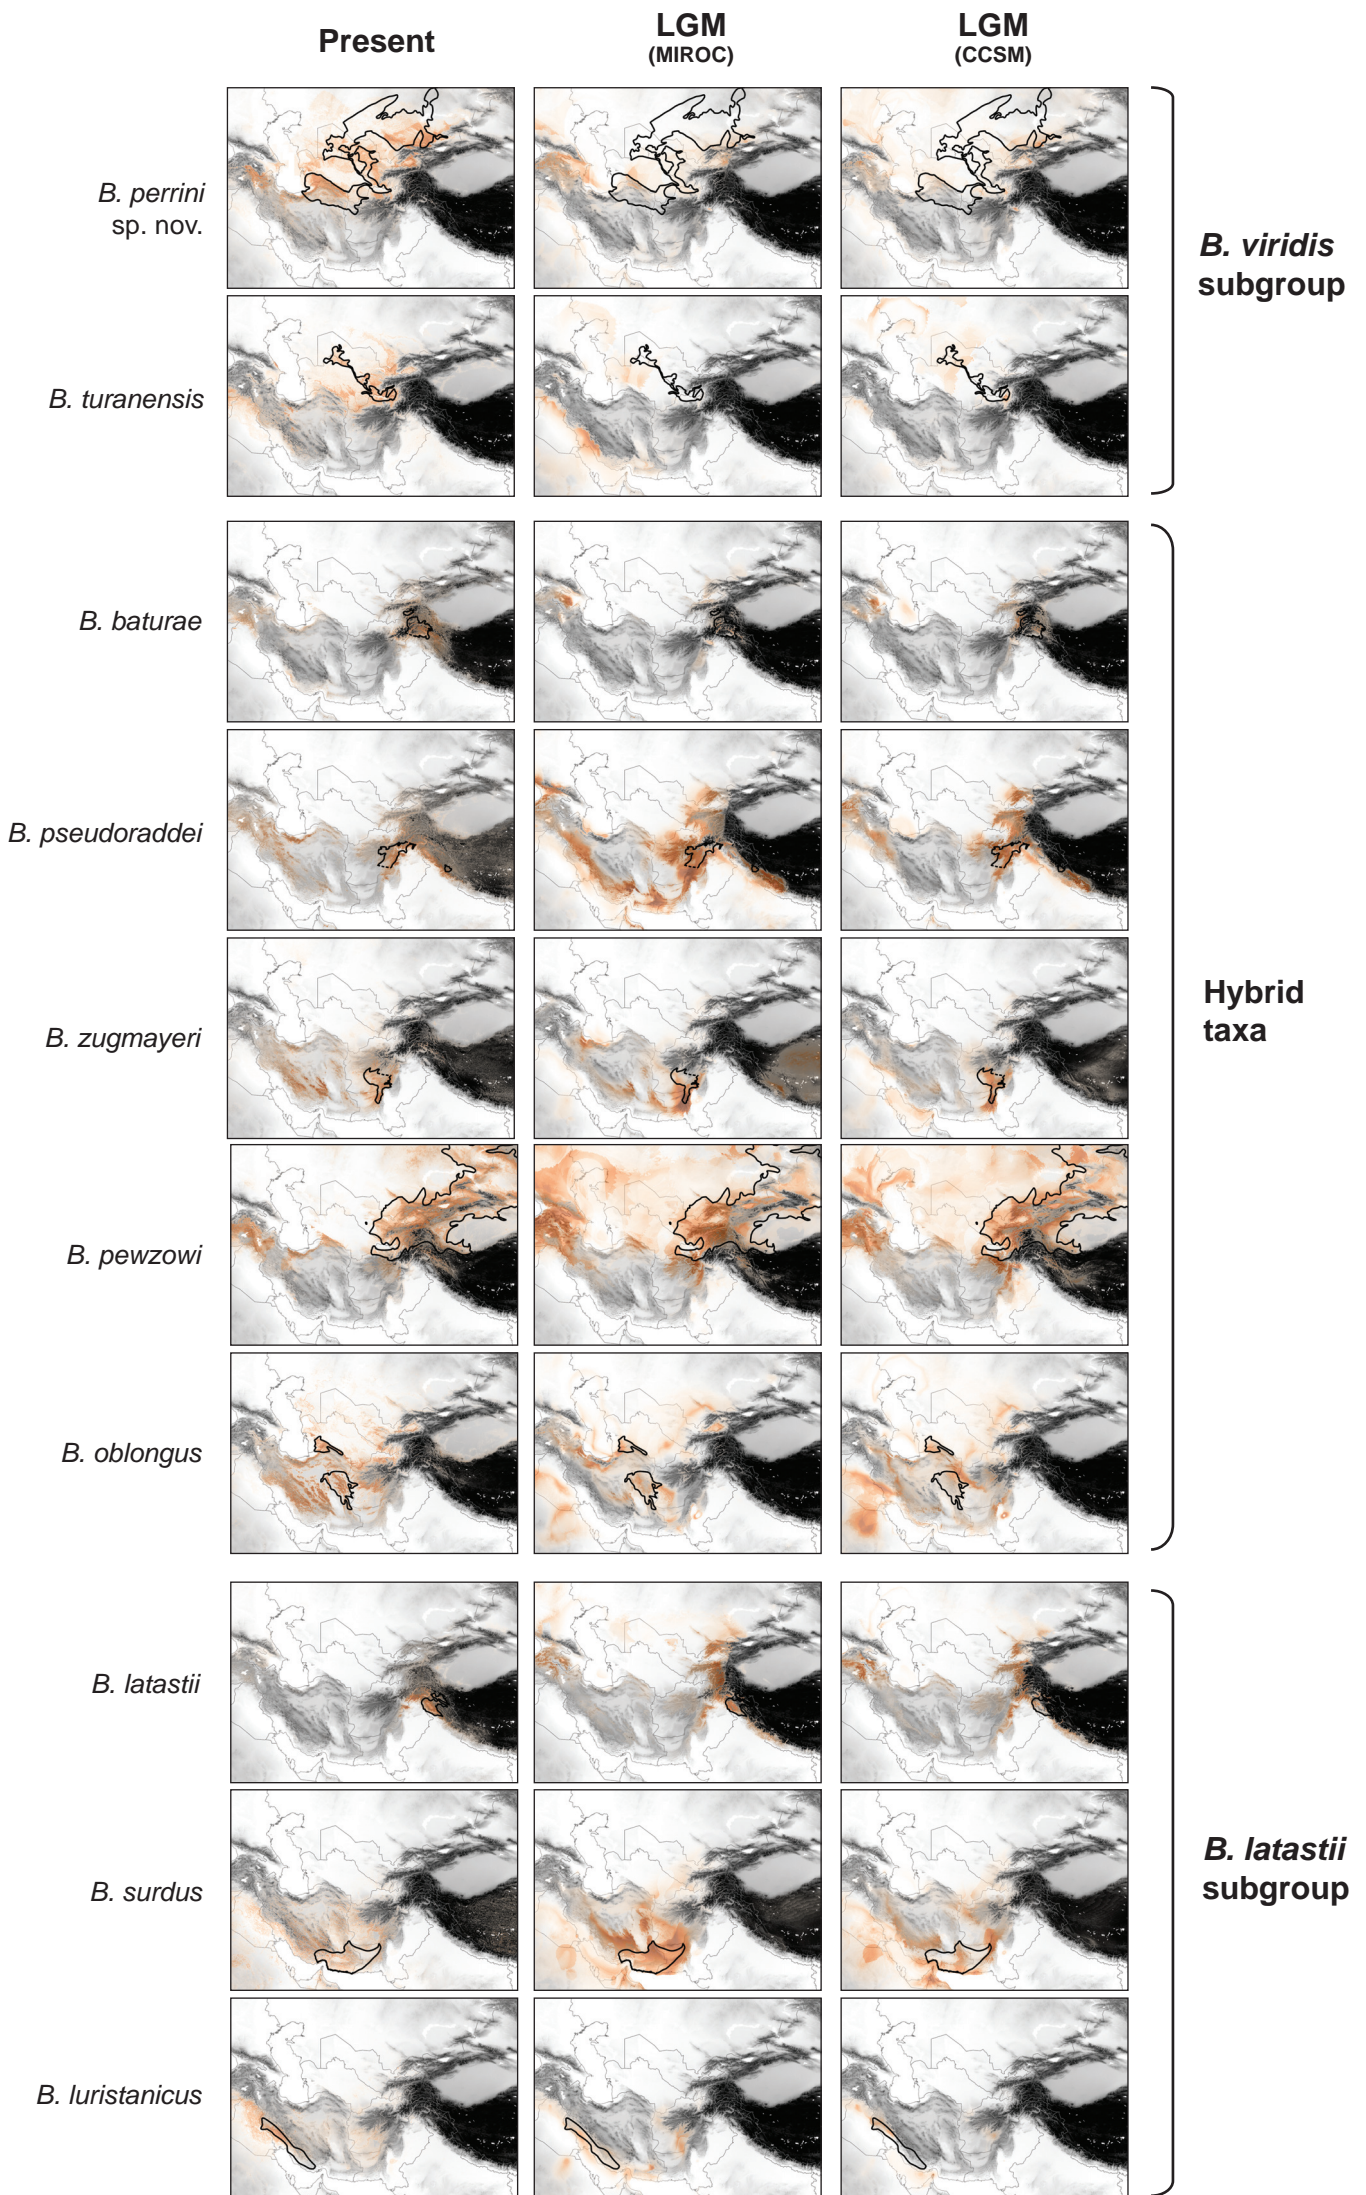 Present
LGM
(MIROC)
LGM
(CCSM)
B. perrini
sp. nov.
B. viridis
subgroup
B. turanensis
B. baturae
B. pseudoraddei
B. zugmayeri
Hybrid
taxa
B. pewzowi
B. oblongus
B. latastii
B. surdus
B. latastii
subgroup
B. luristanicus